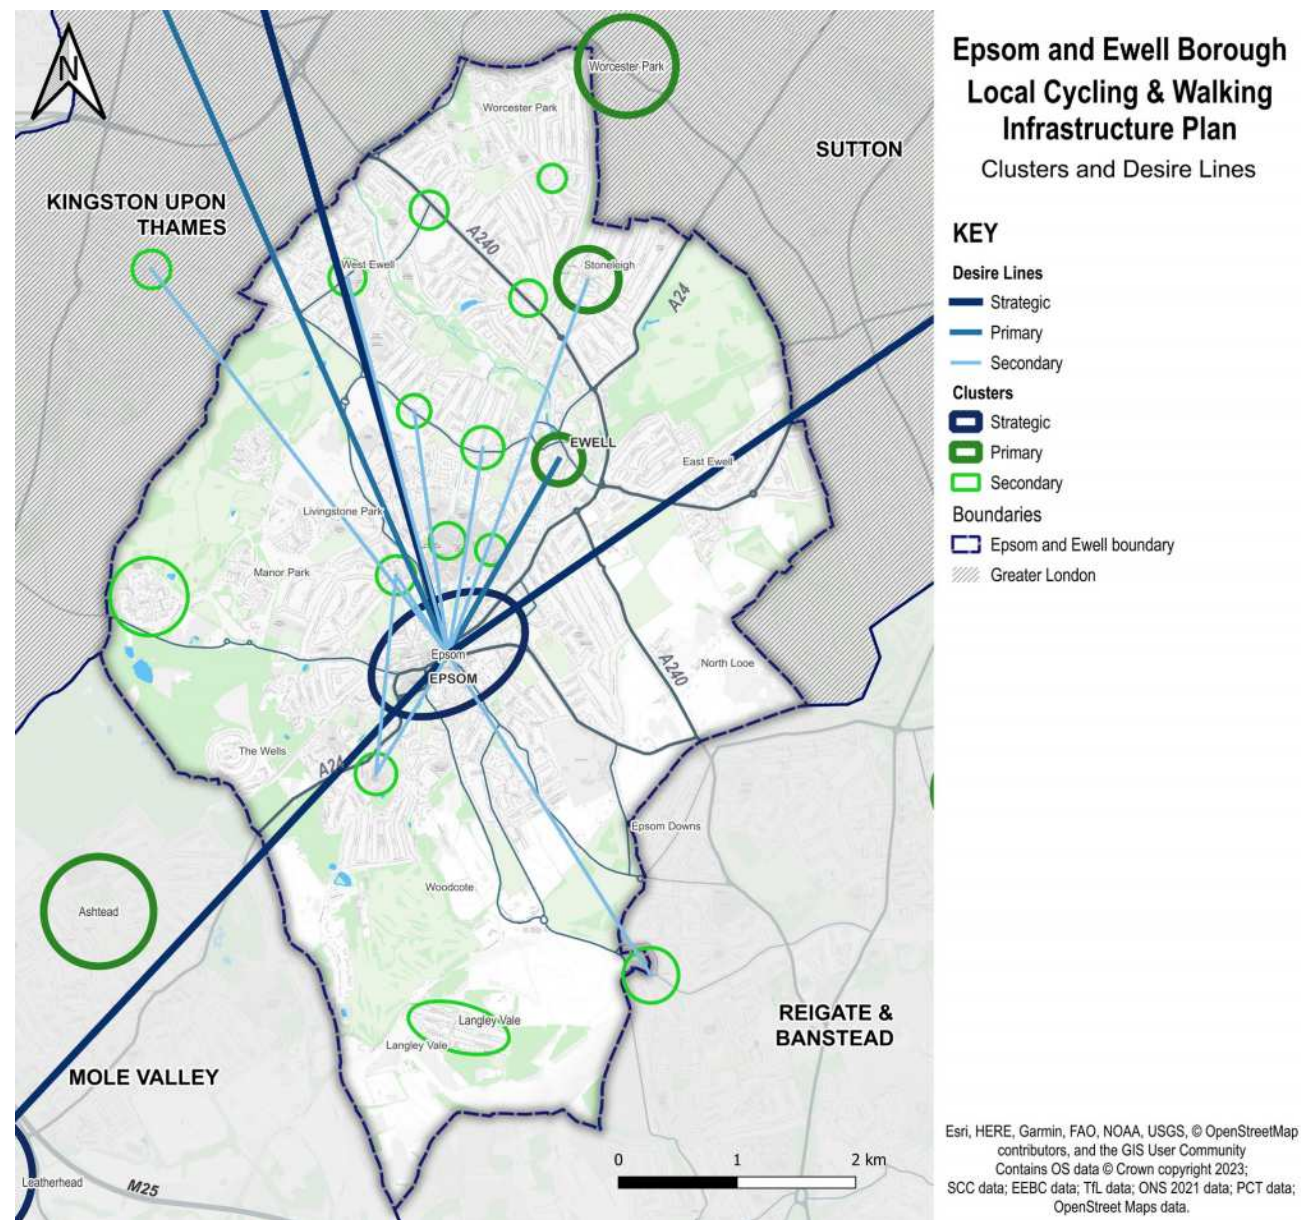 Epsom and Ewell Borough
Local Cycling & Walking
Infrastructure Plan
Clusters and Desire Lines
KEY
Desire Lines
Strategic
Primary
Secondary
Clusters
Strategic
Primary
Secondary
Boundaries
Epsom and Ewell boundary
Greater London
N
Worcester Park
Worcester Park
SUTTON
KINGSTON UPON
THAMES
A240
West Ewell
Stoneleigh
A24
EWELL
East Ewell
Livingstone Park
Manor Park
Epsom
EPSOM
A240
North Looe
The Wells
A24
Epsom Downs
Woodcote
Ashtead
Langley Vale
Langley Vale
REIGATE &
BANSTEAD
MOLE VALLEY
Leatherhead
M25
0 1 2 km
Esri, HERE, Garmin, FAO, NOAA, USGS, © OpenStreetMap
contributors, and the GIS User Community
Contains OS data © Crown copyright 2023;
SCC data; EEBC data; TfL data; ONS 2021 data; PCT data;
OpenStreet Maps data.